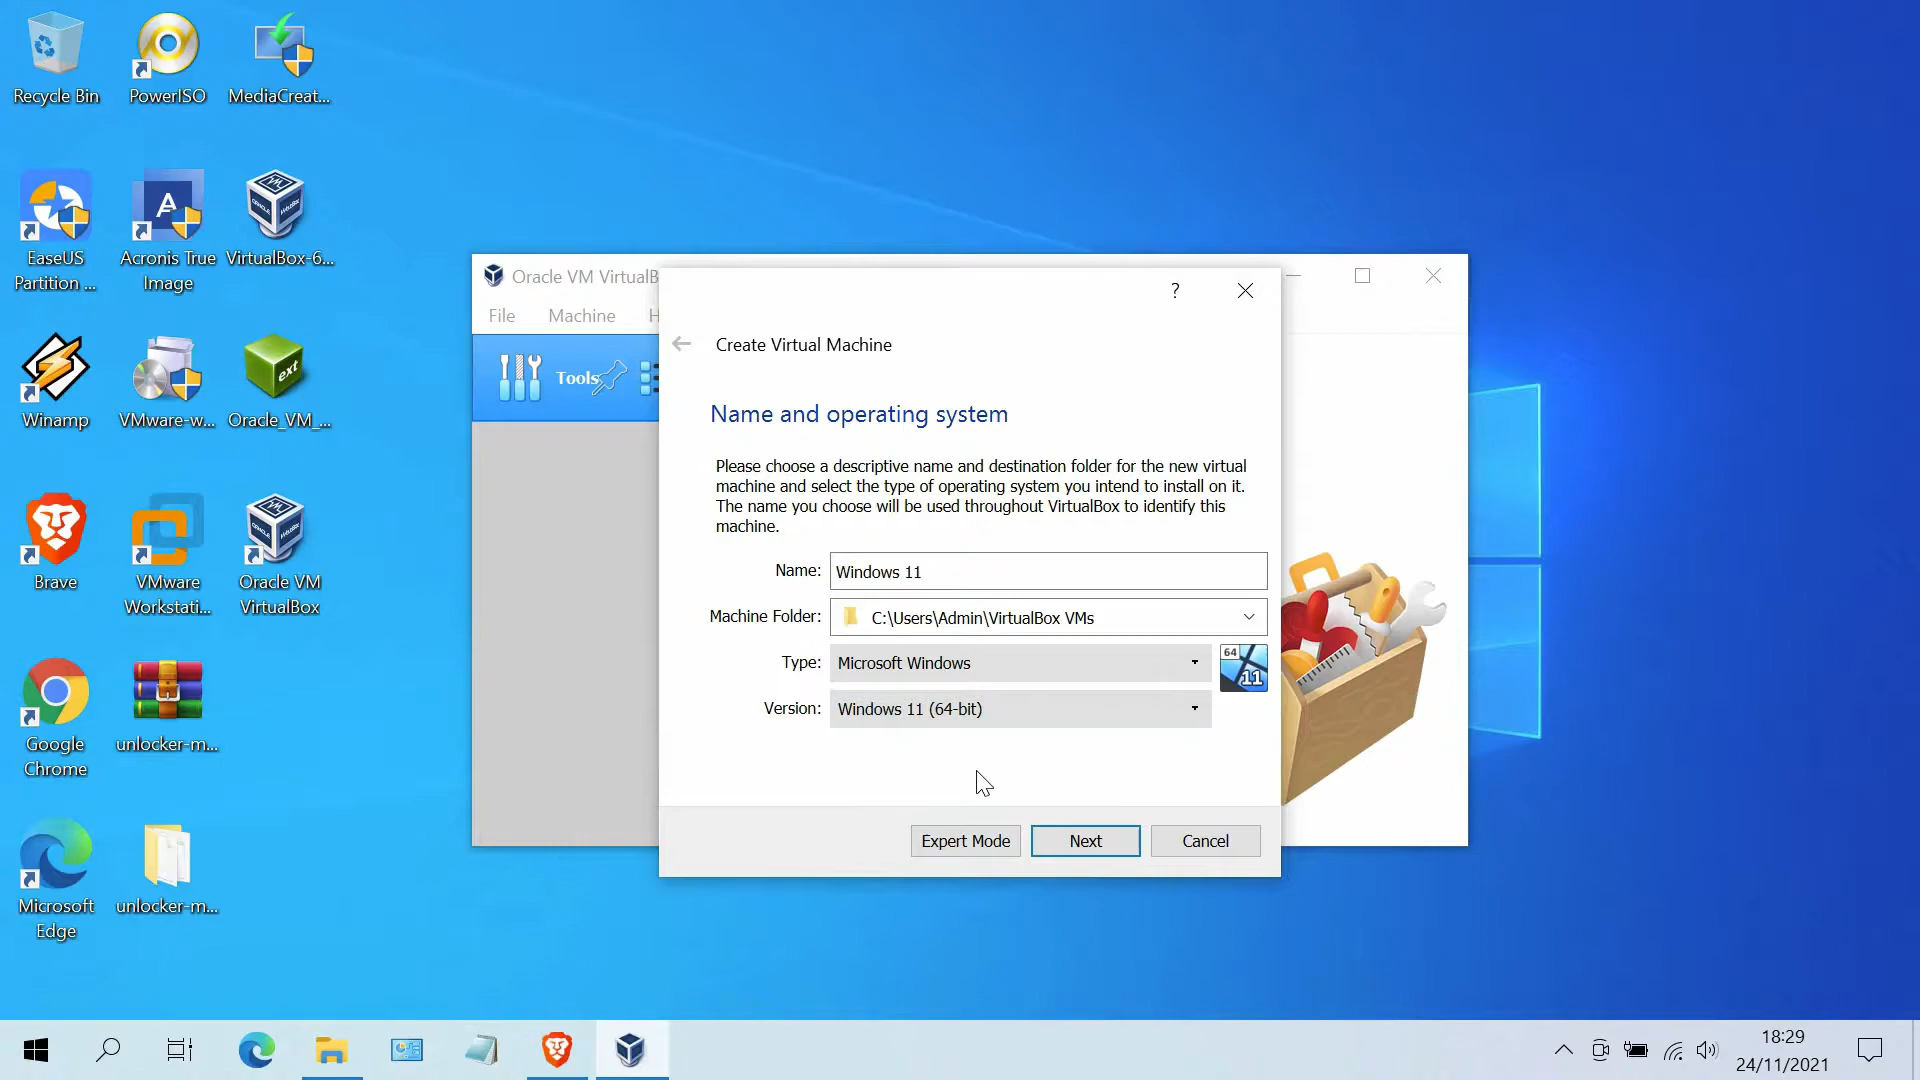 Recycle Bin
PowerISO
MediaCreat...
EaseUS
Partition ...
Acronis True
Image
VirtualBox-6...
Winamp
VMware-w...
ext
Oracle_VM_...
Brave
VMware
Workstati...
Oracle VM
VirtualBox
Google
Chrome
unlocker-m...
Microsoft
Edge
unlocker-m...
Oracle VM VirtualB
File
Machine
H
Tools
?
Create Virtual Machine
Name and operating system
Please choose a descriptive name and destination folder for the new virtual
machine and select the type of operating system you intend to install on it.
The name you choose will be used throughout VirtualBox to identify this
machine.
Name: Windows 11
Machine Folder: C:\Users\Admin\VirtualBox VMs
Type: Microsoft Windows
64
11
Version: Windows 11 (64-bit)
Expert Mode
Next
Cancel
18:29
24/11/2021